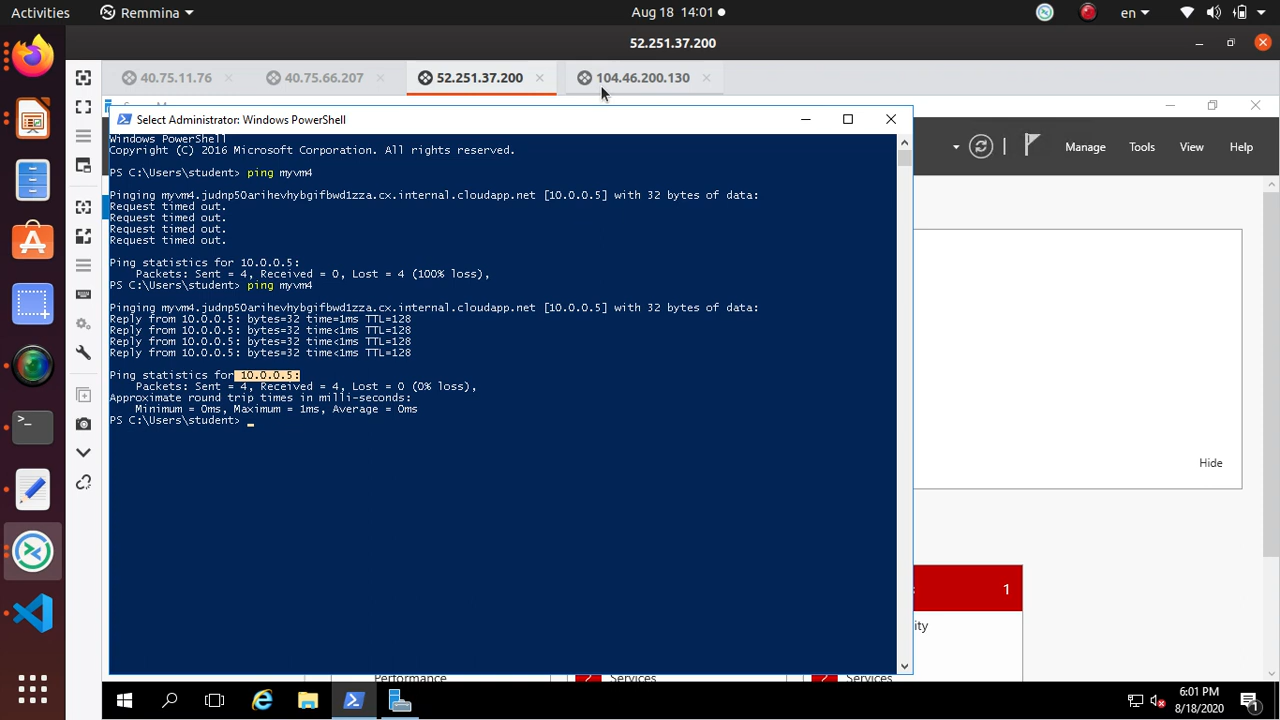 Activities
Remmina
Aug 18 14:01
en
52.251.37.200
40.75.11.76
40.75.66.207
52.251.37.200
104.46.200.130
Select Administrator: Windows PowerShell
Manage
Tools
View
Help
Windows PowerShell
Copyright (C) 2016 Microsoft Corporation. All rights reserved.
PS C:\Users\student> ping myvm4
Pinging myvm4.judnp50arihevhybgifbwd1zza.cx.internal.cloudapp.net [10.0.0.5] with 32 bytes of data:
Request timed out.
Request timed out.
Request timed out.
Request timed out.
Ping statistics for 10.0.0.5:
Packets: Sent = 4, Received = 0, Lost = 4 (100% loss),
PS C:\Users\student> ping myvm4
Pinging myvm4.judnp50arihevhybgifbwd1zza.cx.internal.cloudapp.net [10.0.0.5] with 32 bytes of data:
Reply from 10.0.0.5: bytes=32 time=1ms TTL=128
Reply from 10.0.0.5: bytes=32 time<1ms TTL=128
Reply from 10.0.0.5: bytes=32 time<1ms TTL=128
Reply from 10.0.0.5: bytes=32 time<1ms TTL=128
Ping statistics for 10.0.0.5:
Packets: Sent = 4, Received = 4, Lost = 0 (0% loss),
Approximate round trip times in milli-seconds:
Minimum = 0ms, Maximum = 1ms, Average = 0ms
PS C:\Users\student>
Hide
1
ity
Performance
2 Services
2 Services
6:01 PM
8/18/2020
1